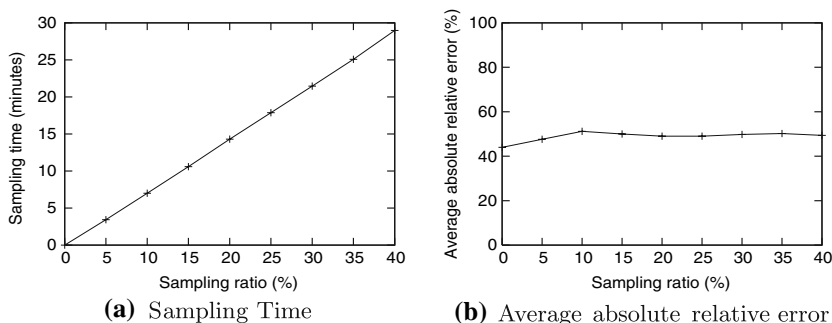 Sampling time (minutes)
30
25
20
15
10
5
0
0 5 10 15 20 25 30 35 40
Sampling ratio (%)
(a) Sampling Time
Average absolute relative error (%)
100
80
60
40
20
0
0 5 10 15 20 25 30 35 40
Sampling ratio (%)
(b) Average absolute relative error